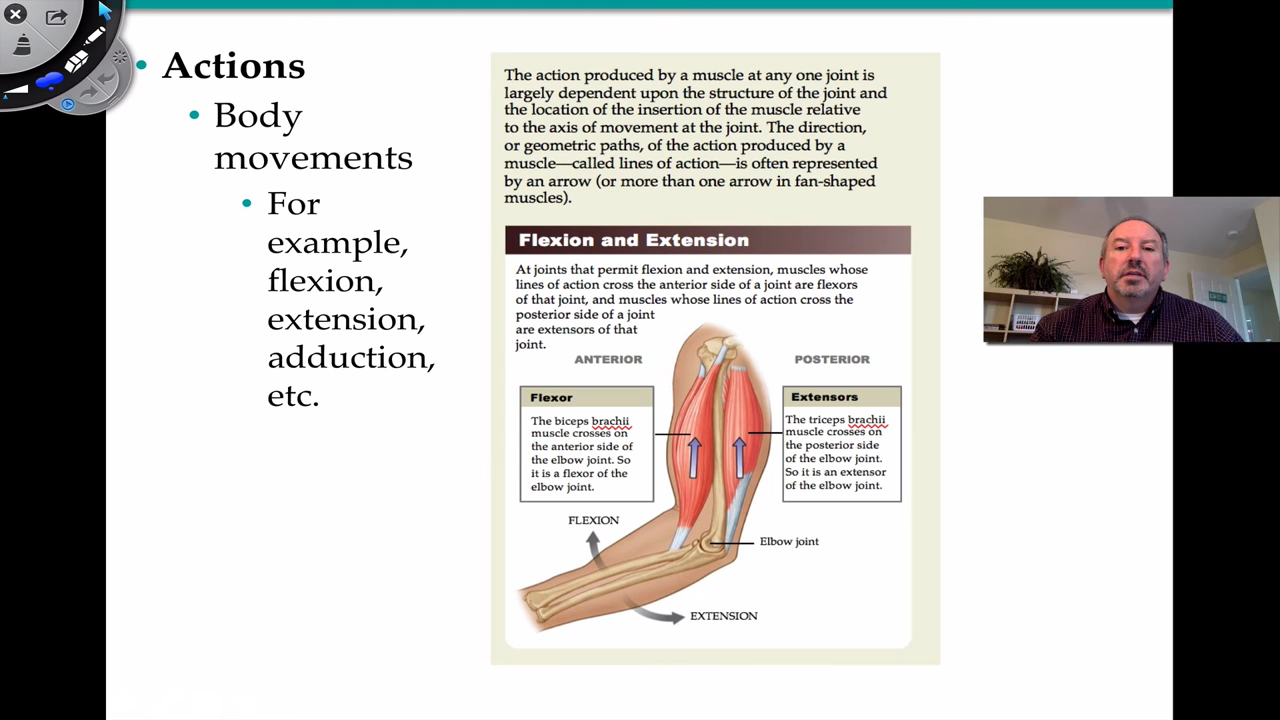 Actions
Body
movements
For
example,
flexion,
extension,
adduction,
etc.
The action produced by a muscle at any one joint is
largely dependent upon the structure of the joint and
the location of the insertion of the muscle relative
to the axis of movement at the joint. The direction,
or geometric paths, of the action produced by a
muscle—called lines of action—is often represented
by an arrow (or more than one arrow in fan-shaped
muscles).
Flexion and Extension
At joints that permit flexion and extension, muscles whose
lines of action cross the anterior side of a joint are flexors
of that joint, and muscles whose lines of action cross the
posterior side of a joint
are extensors of that
joint.
ANTERIOR
POSTERIOR
Flexor
The biceps brachii
muscle crosses on
the anterior side of
the elbow joint. So
it is a flexor of the
elbow joint.
Extensors
The triceps brachii
muscle crosses on
the posterior side
of the elbow joint.
So it is an extensor
of the elbow joint.
FLEXION
Elbow joint
EXTENSION